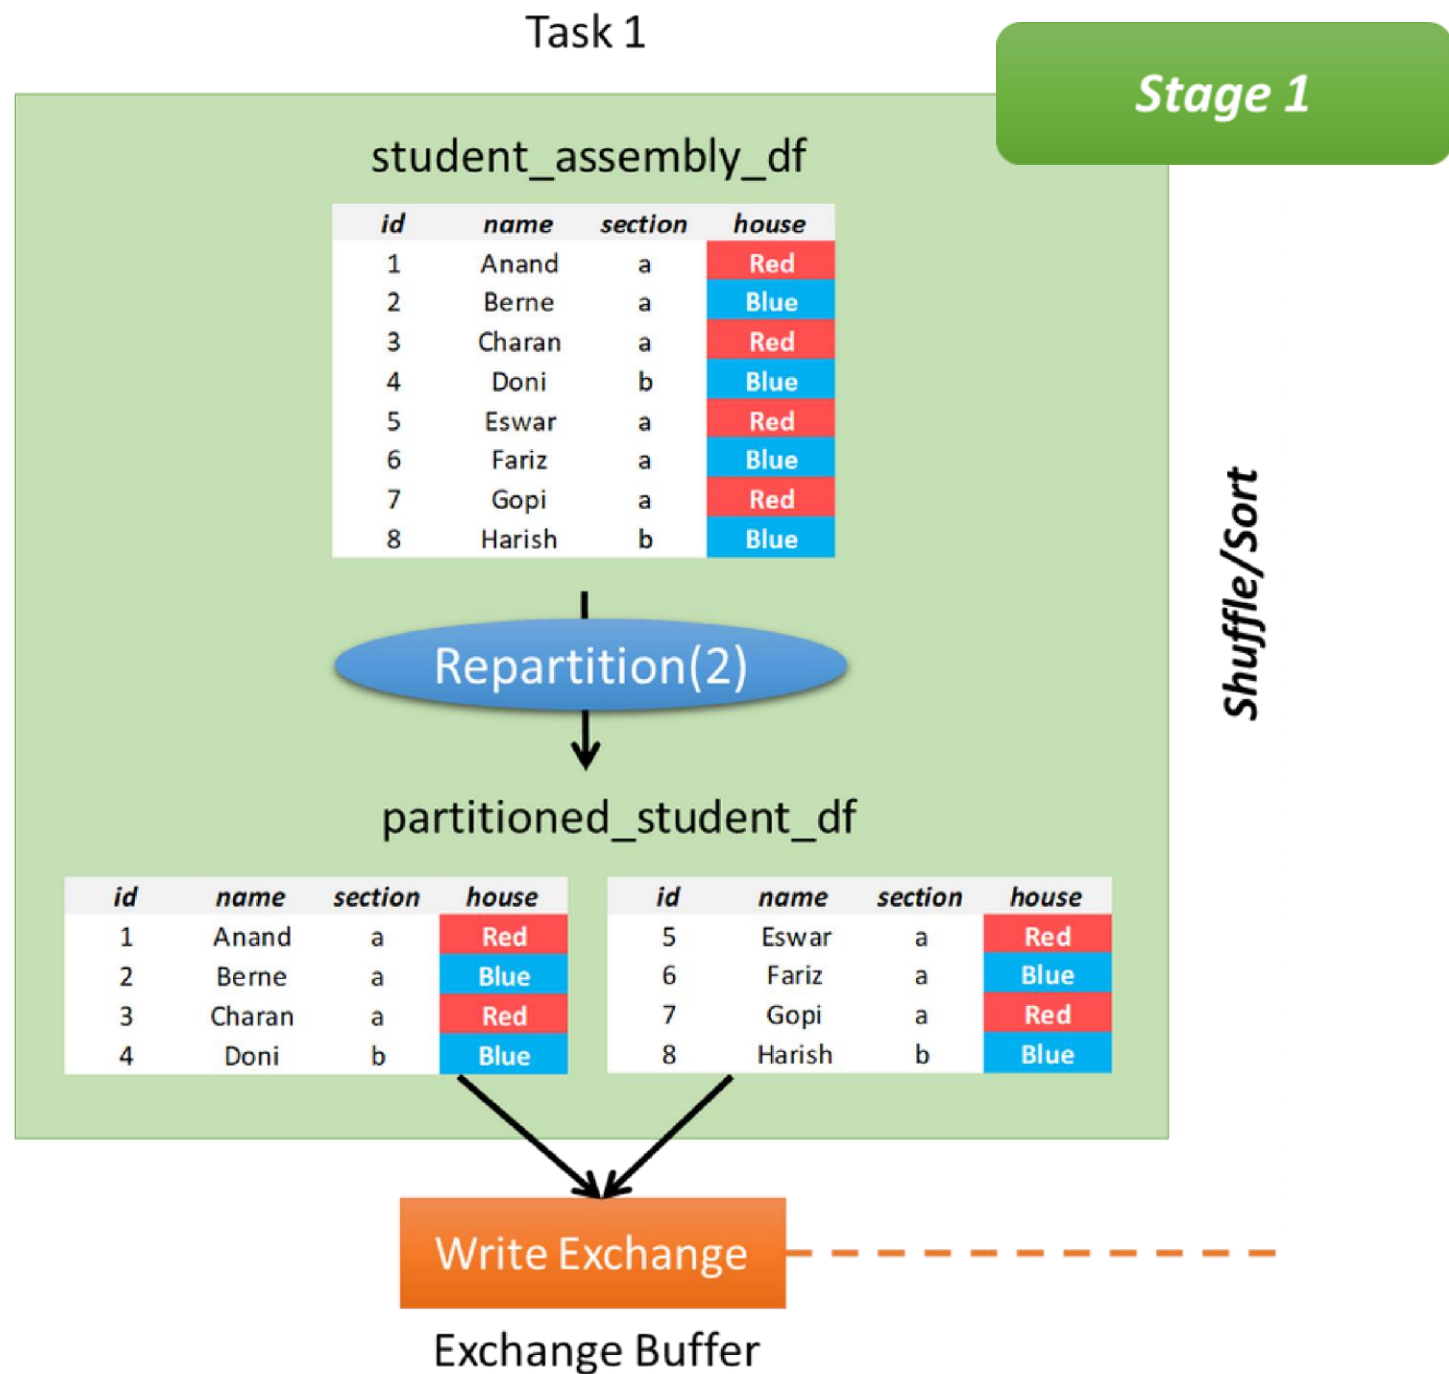 Task 1
Stage 1
student_assembly_df
id name section house
1 Anand a Red
2 Berne a Blue
3 Charan a Red
4 Doni b Blue
5 Eswar a Red
6 Fariz a Blue
7 Gopi a Red
8 Harish b Blue
Repartition(2)
Shuffle/Sort
partitioned_student_df
id name section house
1 Anand a Red
2 Berne a Blue
3 Charan a Red
4 Doni b Blue
id name section house
5 Eswar a Red
6 Fariz a Blue
7 Gopi a Red
8 Harish b Blue
Write Exchange
Exchange Buffer